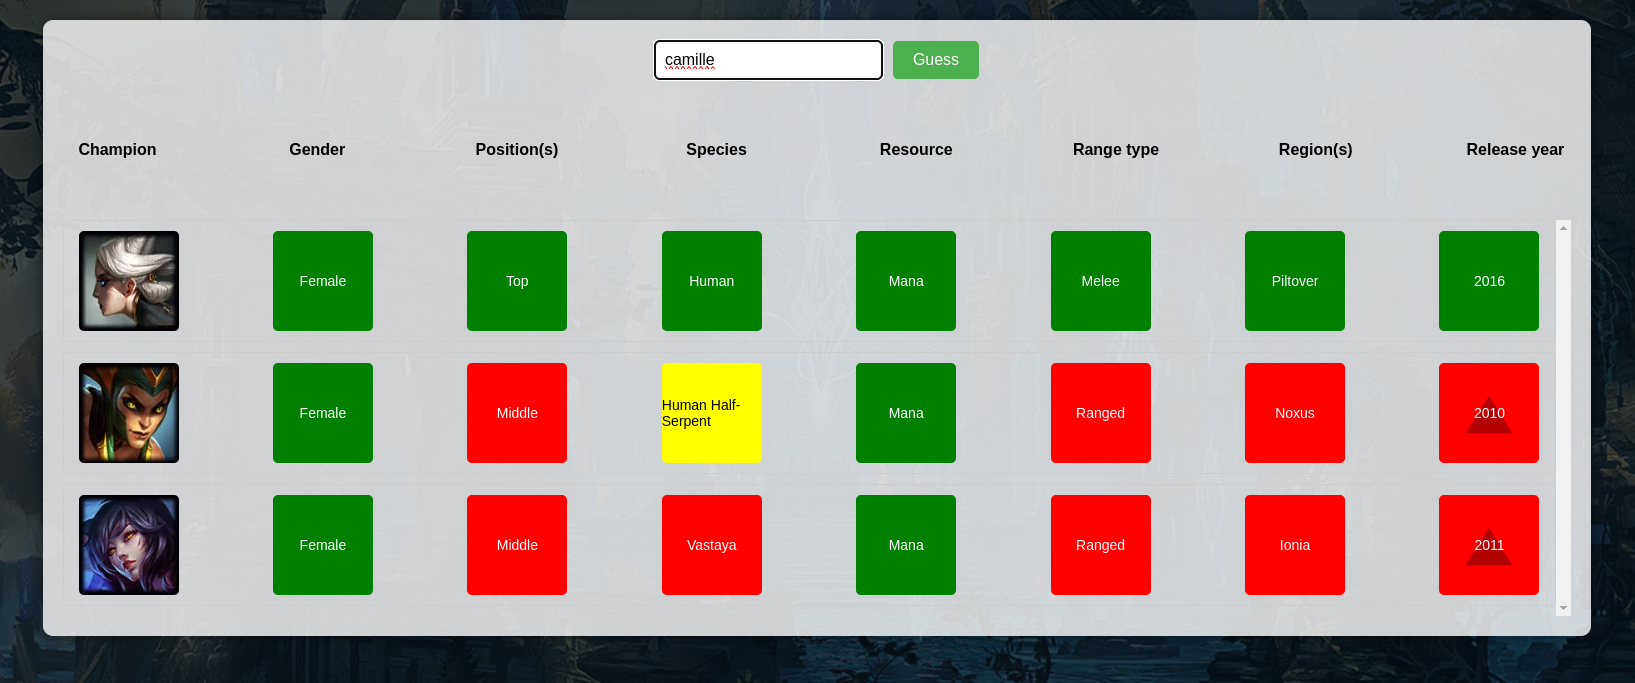 camille
Guess
Champion Gender Position(s) Species Resource Range type Region(s) Release year
Female Top Human Mana Melee Piltover 2016
Female Middle Human Half-Serpent Mana Ranged Noxus 2010
Female Middle Vastaya Mana Ranged Ionia 2011